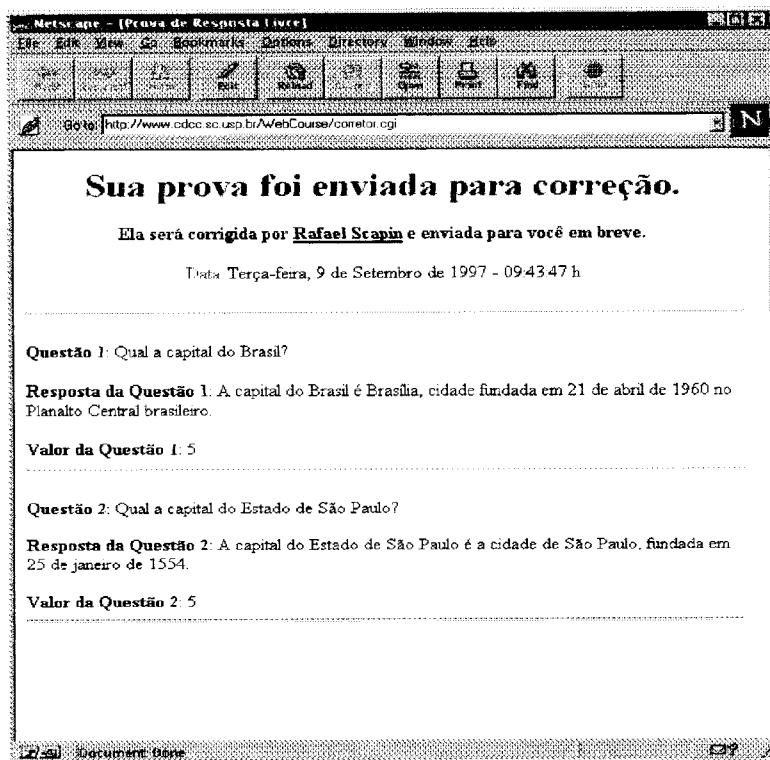 Netscape - [Prova de Resposta Livre]
File Edit View Go Bookmarks Options Directory Window Help
Edit Reload Open Print Find
Go to: http://www.cdcc.sc.usp.br/WebCourse/corretor.cgi
N
Sua prova foi enviada para correção.
Ela será corrigida por Rafael Scapin e enviada para você em breve.
Data: Terça-feira, 9 de Setembro de 1997 - 09:43:47 h
Questão 1: Qual a capital do Brasil?
Resposta da Questão 1: A capital do Brasil é Brasília, cidade fundada em 21 de abril de 1960 no
Planalto Central brasileiro.
Valor da Questão 1: 5
Questão 2: Qual a capital do Estado de São Paulo?
Resposta da Questão 2: A capital do Estado de São Paulo é a cidade de São Paulo, fundada em
25 de janeiro de 1554.
Valor da Questão 2: 5
Document: Done